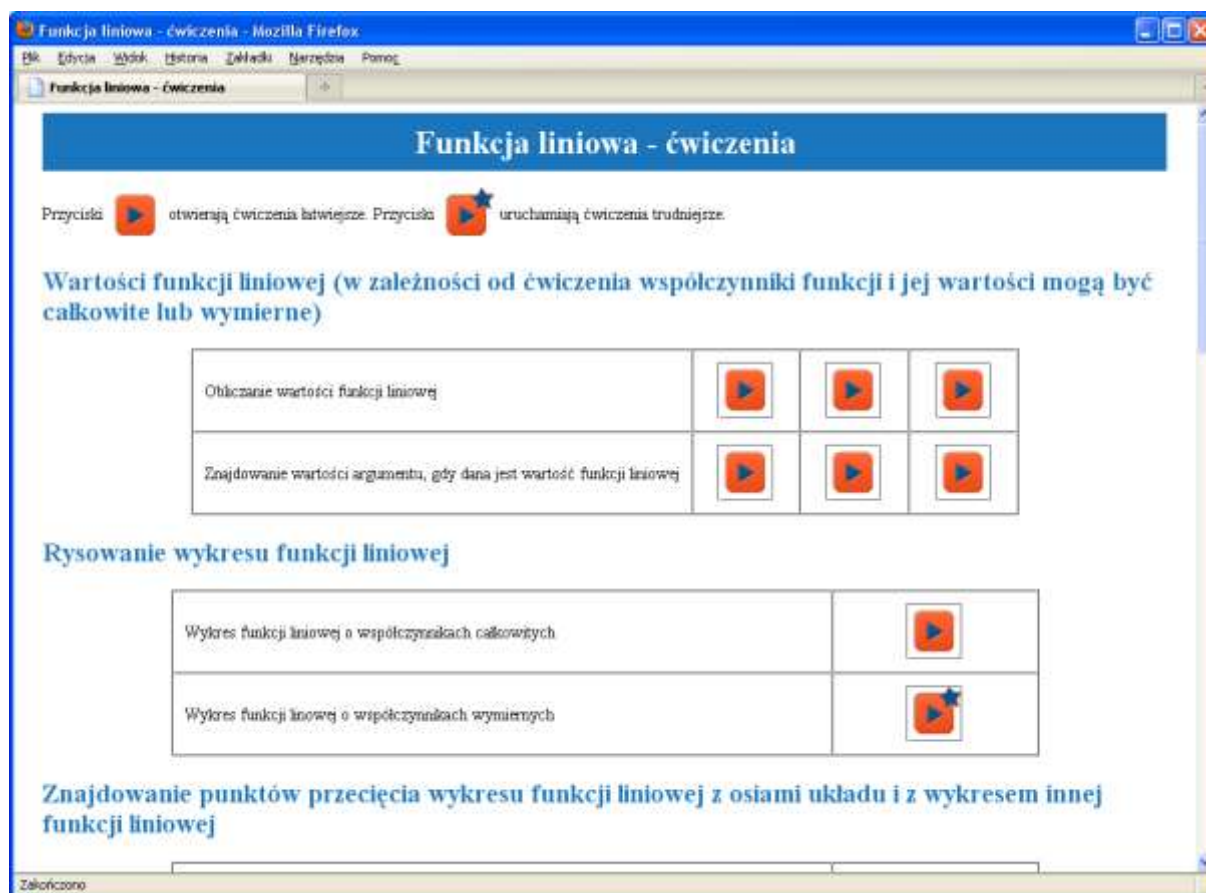 Funkcja liniowa - ćwiczenia - Mozilla Firefox
Plik Edycja Widok Historia Zakładki Narzędzia Pomoc
Funkcja liniowa - ćwiczenia
Funkcja liniowa - ćwiczenia
Przyciski otwierają ćwiczenia łatwiejsze. Przyciski uruchamiają ćwiczenia trudniejsze.
Wartości funkcji liniowej (w zależności od ćwiczenia współczynniki funkcji i jej wartości mogą być
całkowite lub wymierne)
Obliczanie wartości funkcji liniowej
Znajdowanie wartości argumentu, gdy dana jest wartość funkcji liniowej
Rysowanie wykresu funkcji liniowej
Wykres funkcji liniowej o współczynnikach całkowitych
Wykres funkcji linowej o współczynnikach wymiernych
Znajdowanie punktów przecięcia wykresu funkcji liniowej z osiami układu i z wykresem innej
funkcji liniowej
Zakończono